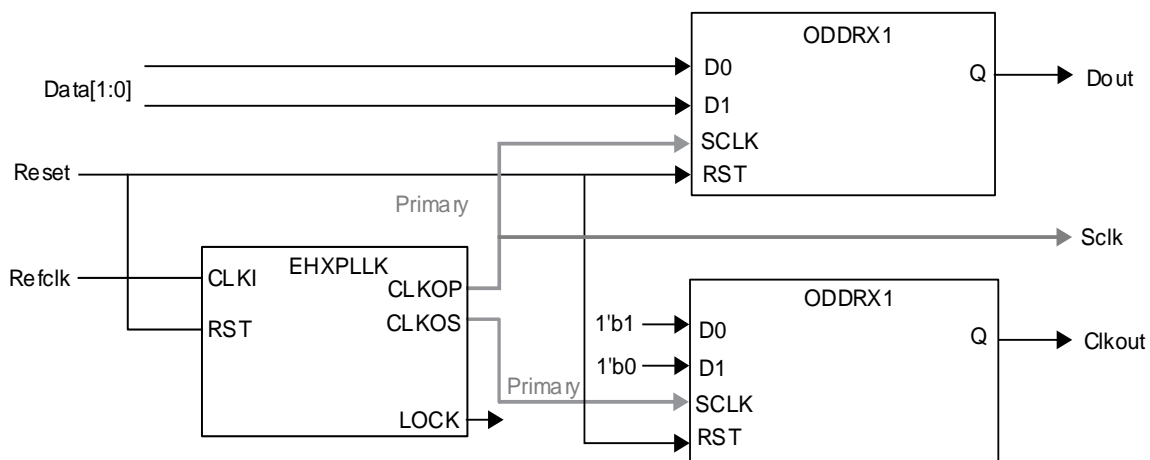 ODDRX1
D0
Q
Dout
Data[1:0]
D1
SCLK
Reset
RST
Primary
Sclk
EHXPLLK
Refclk
CLKI
CLKOP
ODDRX1
CLKOS
1'b1
D0
Q
Clkout
RST
1'b0
D1
Primary
SCLK
LOCK
RST